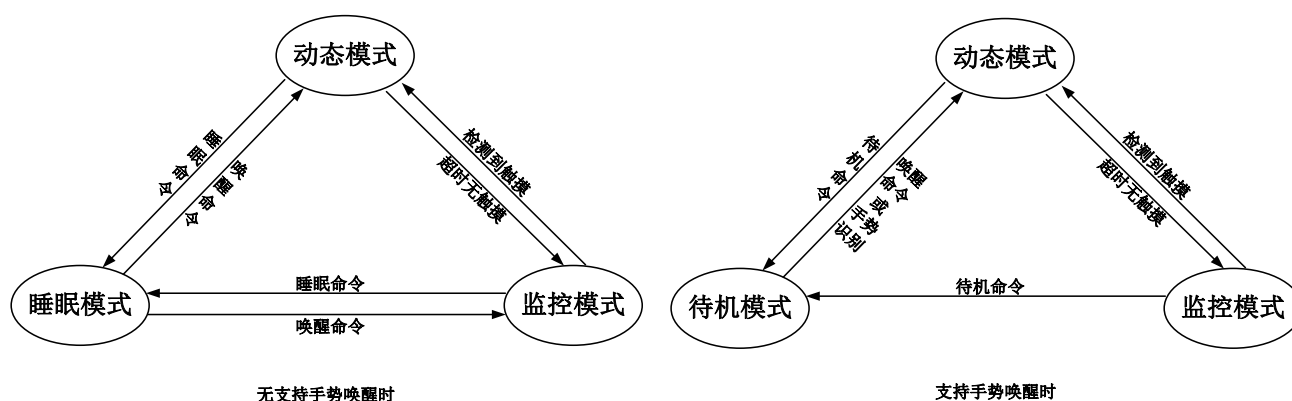 动态模式
睡眠命令
唤醒命令
检测到触摸
超时无触摸
睡眠模式
睡眠命令
唤醒命令
监控模式
无支持手势唤醒时
动态模式
待机命令
唤醒命令或手势识别
检测到触摸
超时无触摸
待机模式
待机命令
监控模式
支持手势唤醒时